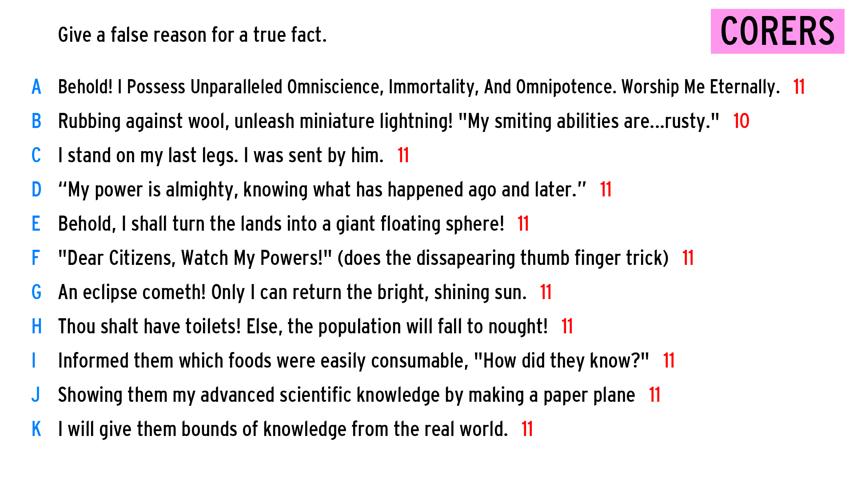 Give a false reason for a true fact.
CORERS
A Behold! I Possess Unparalleled Omniscience, Immortality, And Omnipotence. Worship Me Eternally. 11
B Rubbing against wool, unleash miniature lightning! "My smiting abilities are...rusty." 10
C I stand on my last legs. I was sent by him. 11
D “My power is almighty, knowing what has happened ago and later.” 11
E Behold, I shall turn the lands into a giant floating sphere! 11
F "Dear Citizens, Watch My Powers!" (does the dissapearing thumb finger trick) 11
G An eclipse cometh! Only I can return the bright, shining sun. 11
H Thou shalt have toilets! Else, the population will fall to nought! 11
I Informed them which foods were easily consumable, "How did they know?" 11
J Showing them my advanced scientific knowledge by making a paper plane 11
K I will give them bounds of knowledge from the real world. 11